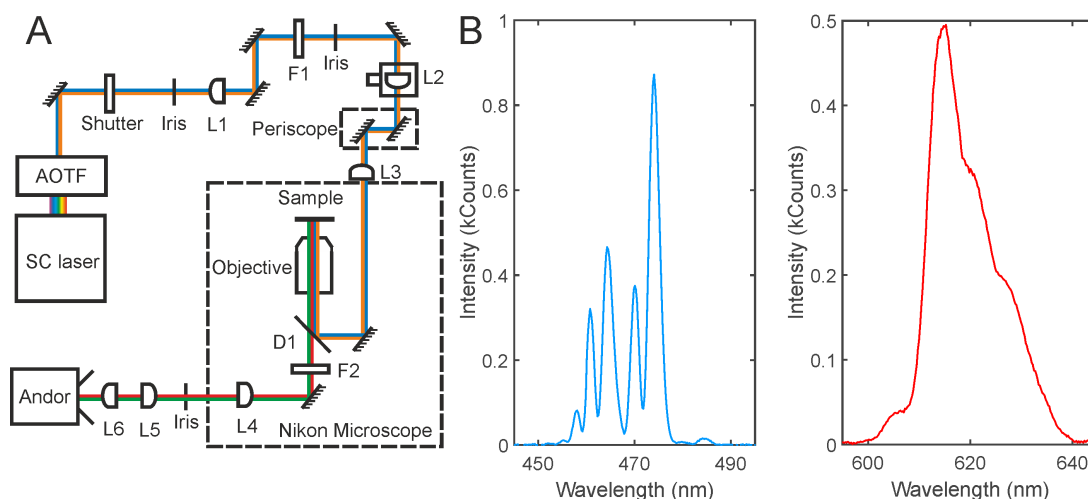 A
F1
Iris
L2
Shutter
Iris
L1
Periscope
AOTF
L3
SC laser
Sample
Objective
D1
F2
Andor
L6
L5
Iris
L4
Nikon Microscope
B
Intensity (kCounts)
1
0.8
0.6
0.4
0.2
0
450
470
490
Wavelength (nm)
Intensity (kCounts)
0.5
0.4
0.3
0.2
0.1
0
600
620
640
Wavelength (nm)